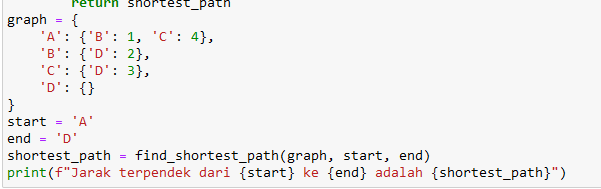 return shortest_path
graph = {
    'A': {'B': 1, 'C': 4},
    'B': {'D': 2},
    'C': {'D': 3},
    'D': {}
}
start = 'A'
end = 'D'
shortest_path = find_shortest_path(graph, start, end)
print(f"Jarak terpendek dari {start} ke {end} adalah {shortest_path}")